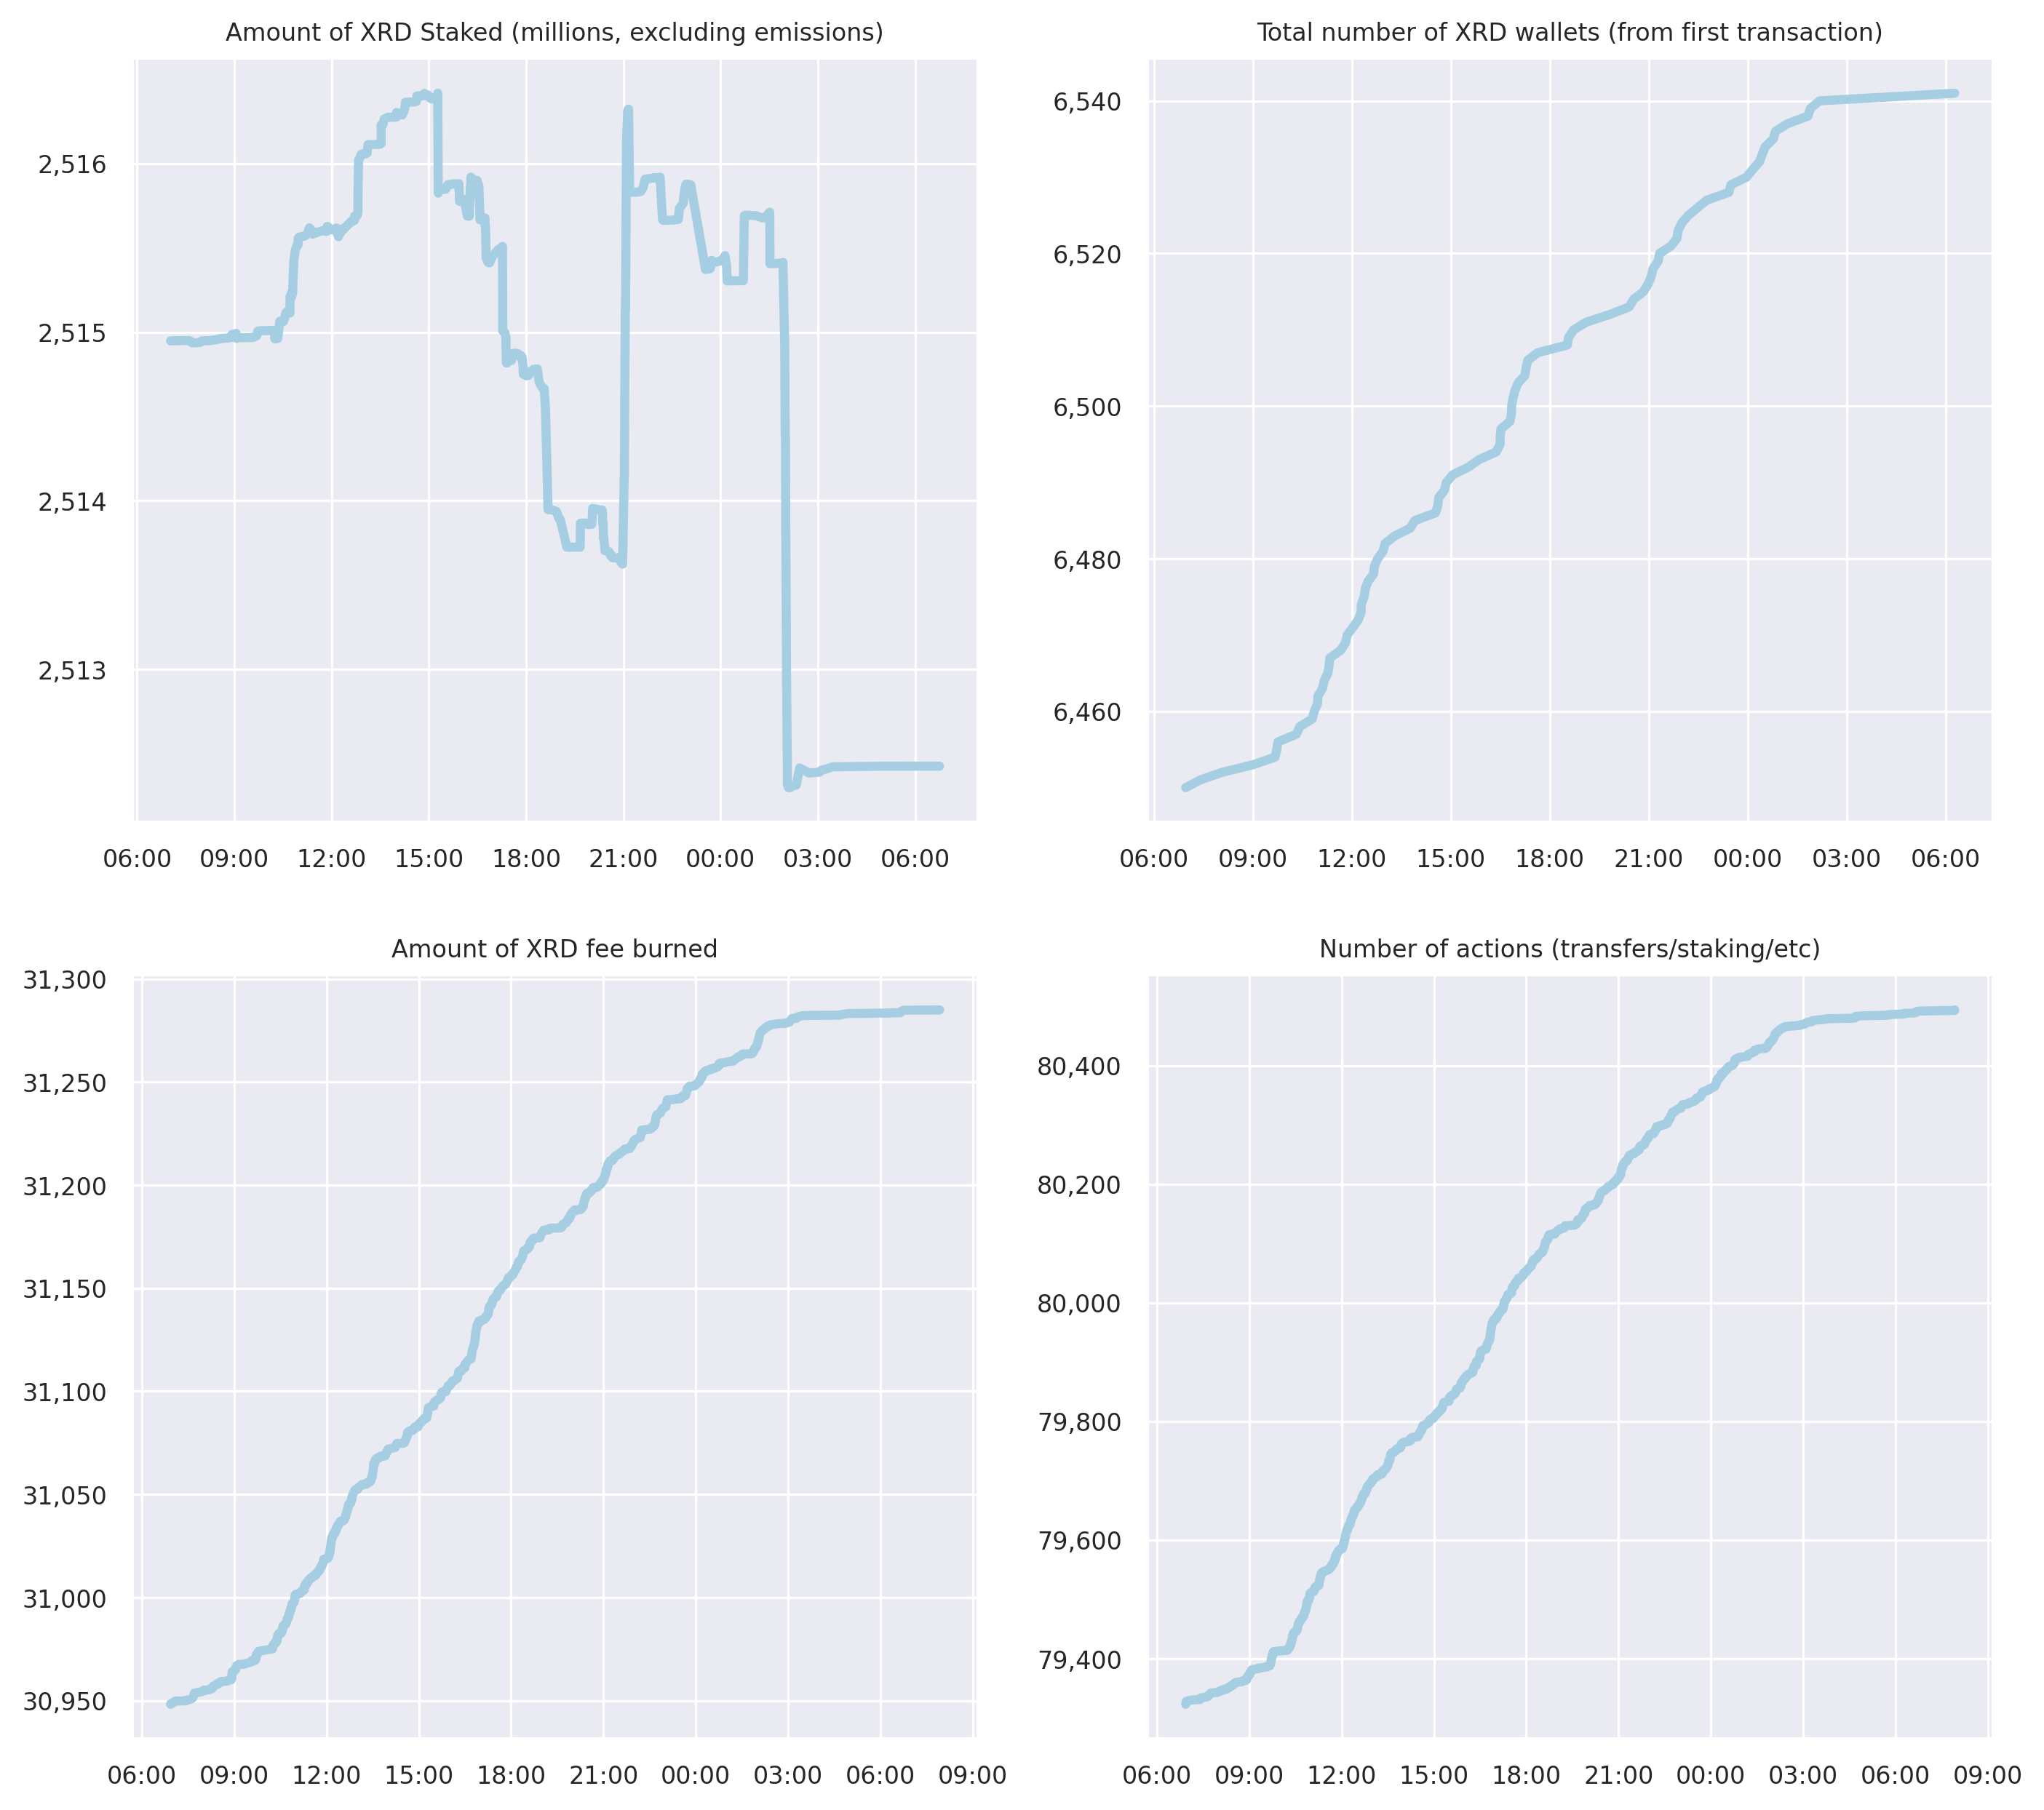 Amount of XRD Staked (millions, excluding emissions)
2,516
2,515
2,514
2,513
06:00 09:00 12:00 15:00 18:00 21:00 00:00 03:00 06:00
Total number of XRD wallets (from first transaction)
6,540
6,520
6,500
6,480
6,460
06:00 09:00 12:00 15:00 18:00 21:00 00:00 03:00 06:00
Amount of XRD fee burned
31,300
31,250
31,200
31,150
31,100
31,050
31,000
30,950
06:00 09:00 12:00 15:00 18:00 21:00 00:00 03:00 06:00 09:00
Number of actions (transfers/staking/etc)
80,400
80,200
80,000
79,800
79,600
79,400
06:00 09:00 12:00 15:00 18:00 21:00 00:00 03:00 06:00 09:00